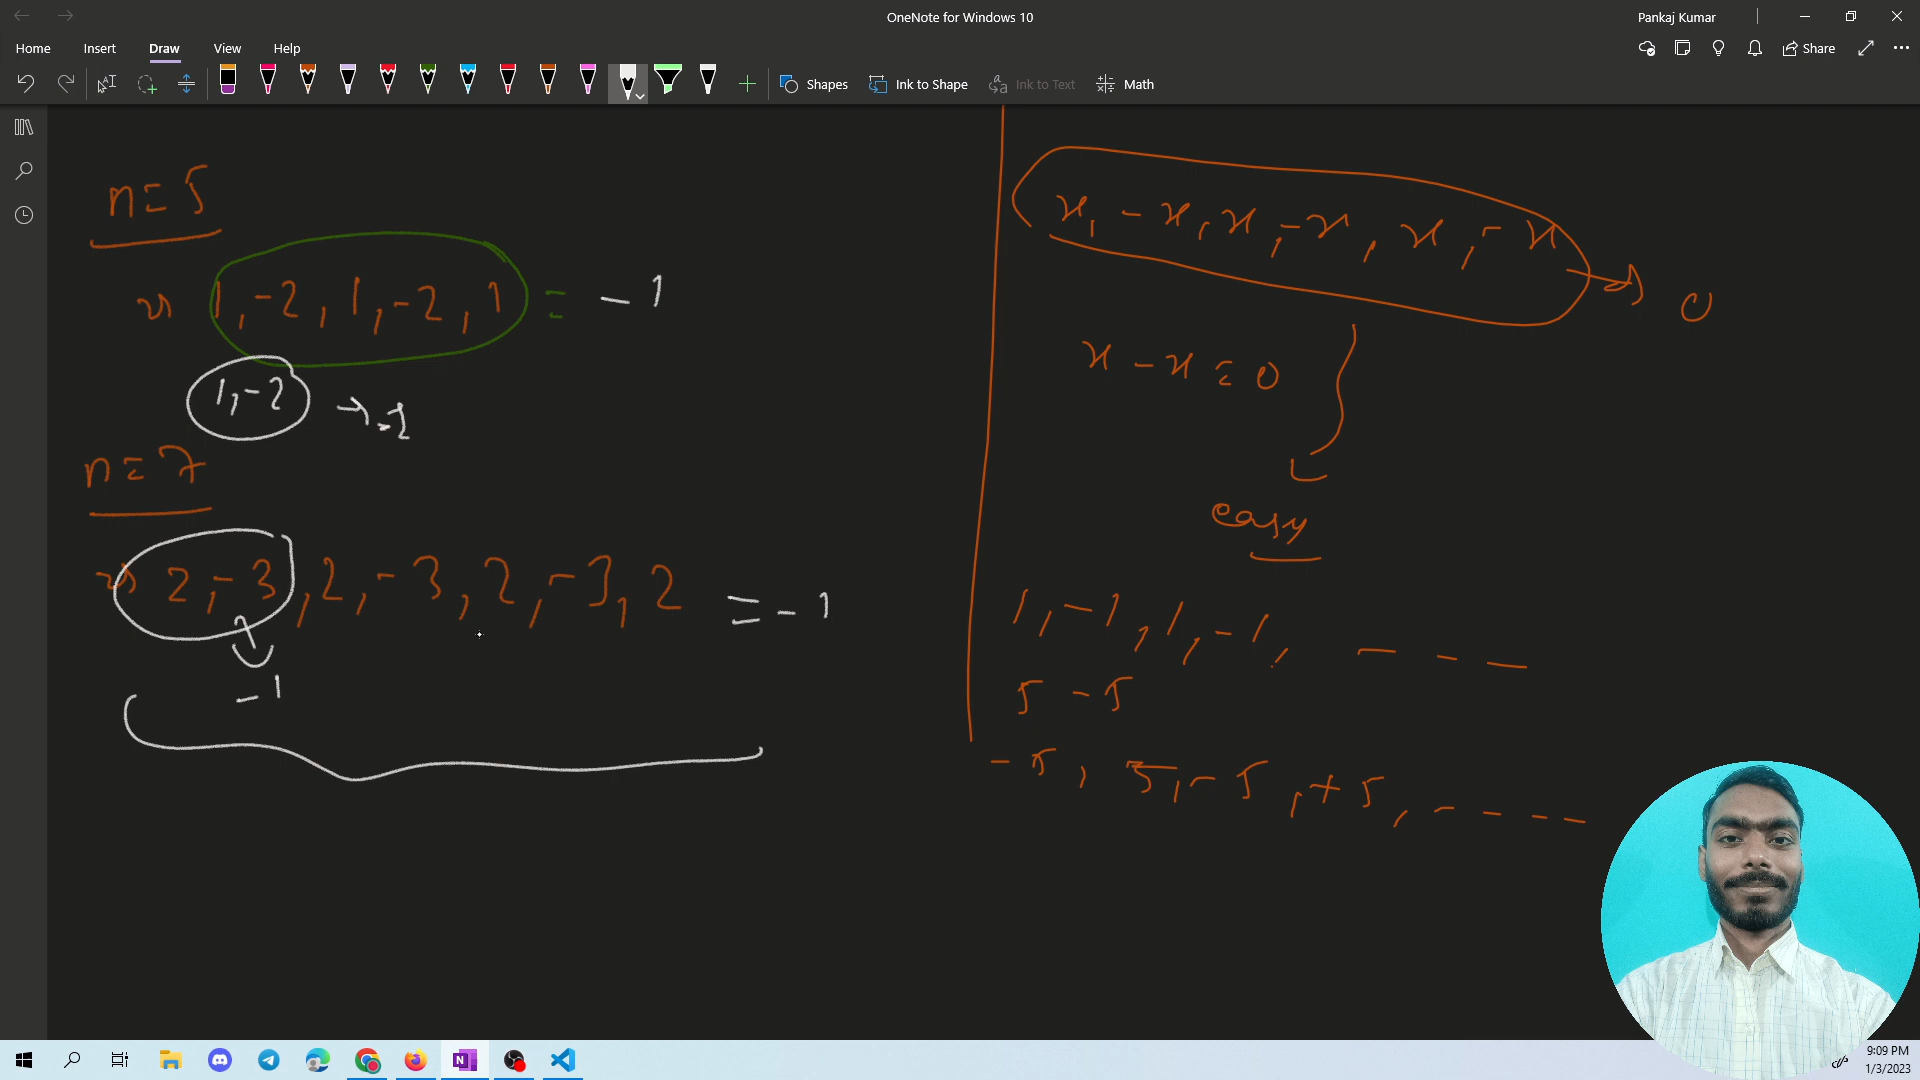 OneNote for Windows 10
Pankaj Kumar
Home Insert Draw View Help
Share
Shapes Ink to Shape Ink to Text Math
n = 5
1, -2, 1, -2, 1 = -1
1, -2 → -1
n = 7
2, -3, 2, -3, 2, -3, 2 = -1
-1
x, -x, x, -x, x, -x → 0
x - x = 0
easy
1, -1, 1, -1, - - -
5 - 5
-5, 5, -5, +5, - - - -
9:09 PM
1/3/2023